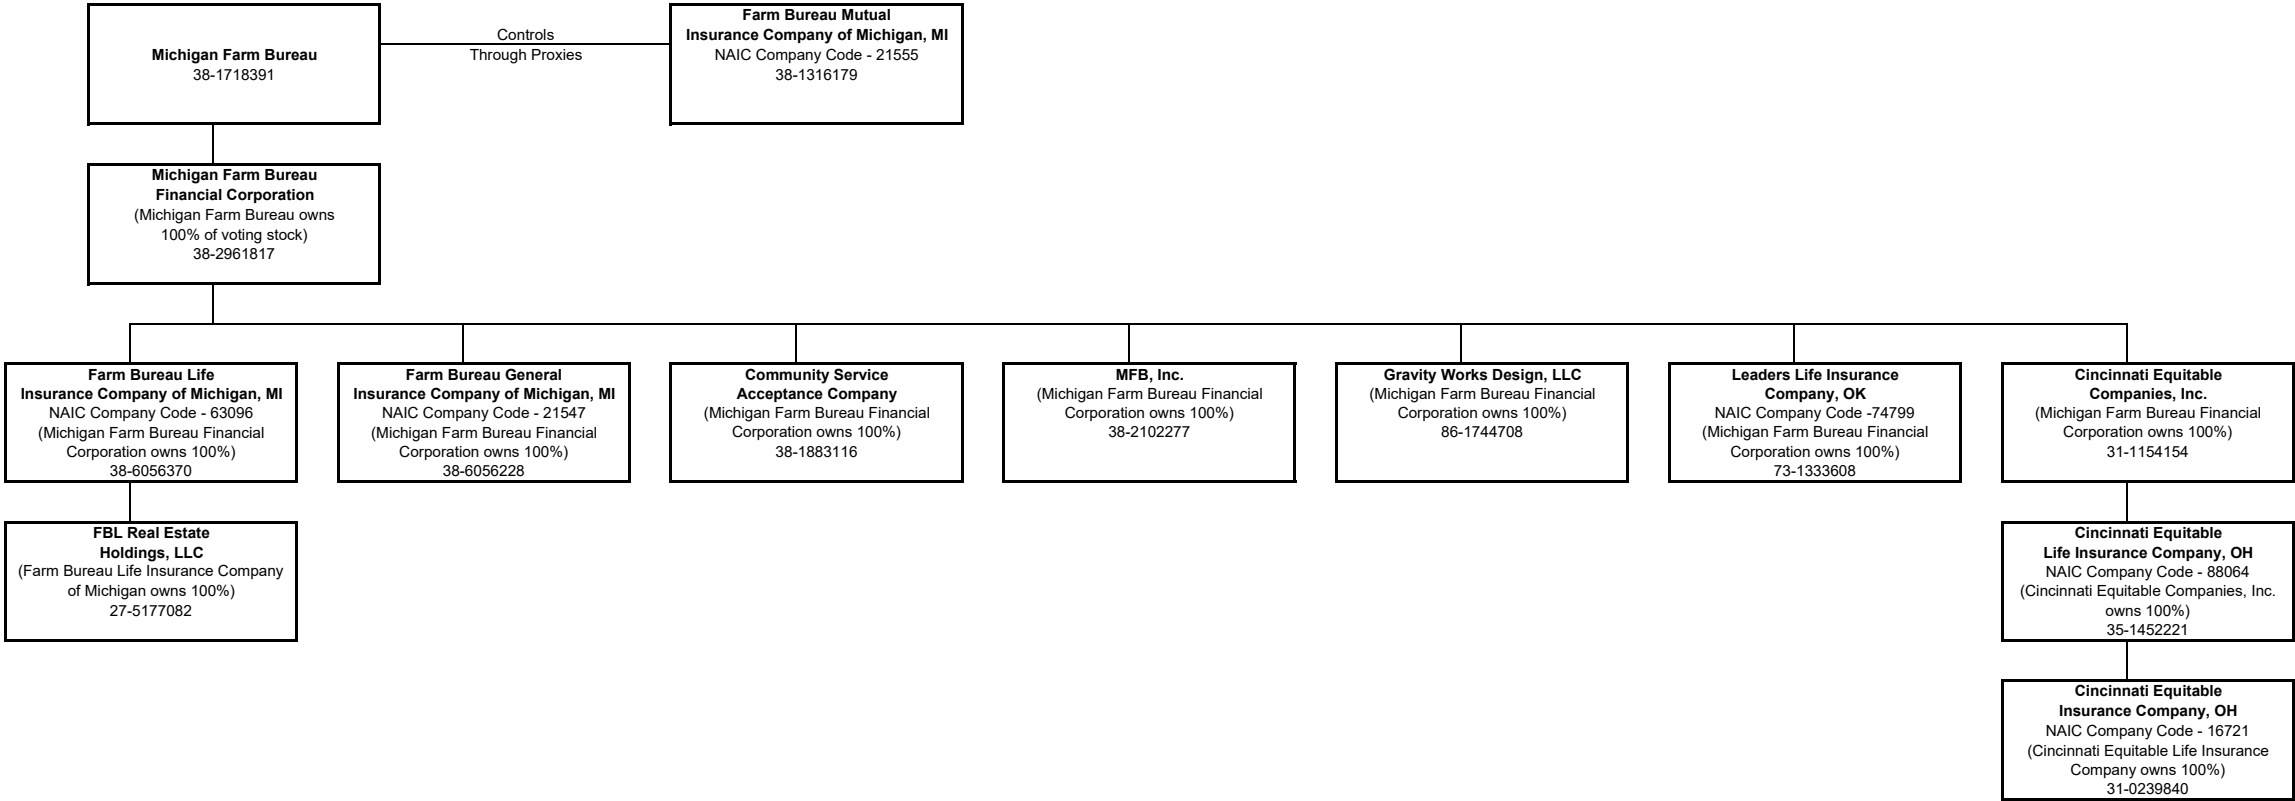 Michigan Farm Bureau
38-1718391
Controls
Through Proxies
Farm Bureau Mutual
Insurance Company of Michigan, MI
NAIC Company Code - 21555
38-1316179
Michigan Farm Bureau
Financial Corporation
(Michigan Farm Bureau owns
100% of voting stock)
38-2961817
Farm Bureau Life
Insurance Company of Michigan, MI
NAIC Company Code - 63096
(Michigan Farm Bureau Financial
Corporation owns 100%)
38-6056370
Farm Bureau General
Insurance Company of Michigan, MI
NAIC Company Code - 21547
(Michigan Farm Bureau Financial
Corporation owns 100%)
38-6056228
Community Service
Acceptance Company
(Michigan Farm Bureau Financial
Corporation owns 100%)
38-1883116
MFB, Inc.
(Michigan Farm Bureau Financial
Corporation owns 100%)
38-2102277
Gravity Works Design, LLC
(Michigan Farm Bureau Financial
Corporation owns 100%)
86-1744708
Leaders Life Insurance
Company, OK
NAIC Company Code -74799
(Michigan Farm Bureau Financial
Corporation owns 100%)
73-1333608
Cincinnati Equitable
Companies, Inc.
(Michigan Farm Bureau Financial
Corporation owns 100%)
31-1154154
FBL Real Estate
Holdings, LLC
(Farm Bureau Life Insurance Company
of Michigan owns 100%)
27-5177082
Cincinnati Equitable
Life Insurance Company, OH
NAIC Company Code - 88064
(Cincinnati Equitable Companies, Inc.
owns 100%)
35-1452221
Cincinnati Equitable
Insurance Company, OH
NAIC Company Code - 16721
(Cincinnati Equitable Life Insurance
Company owns 100%)
31-0239840